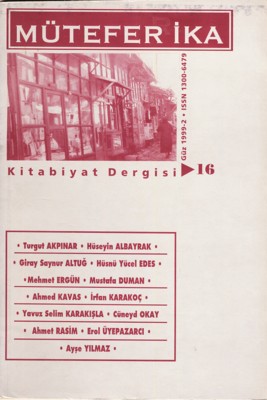 MÜTEFERİKA
Güz 1999-2 • ISSN 1300-6479
Kitabiyat Dergisi ▶16
• Turgut AKPINAR • Hüseyin ALBAYRAK •
• Giray Saynur ALTUĞ • Hüsnü Yücel EDES •
• Mehmet ERGÜN • Mustafa DUMAN •
• Ahmed KAVAS • İrfan KARAKOÇ •
• Yavuz Selim KARAKIŞLA • Cüneyd OKAY •
• Ahmet RASİM • Erol ÜYEPAZARCI •
• Ayşe YILMAZ •